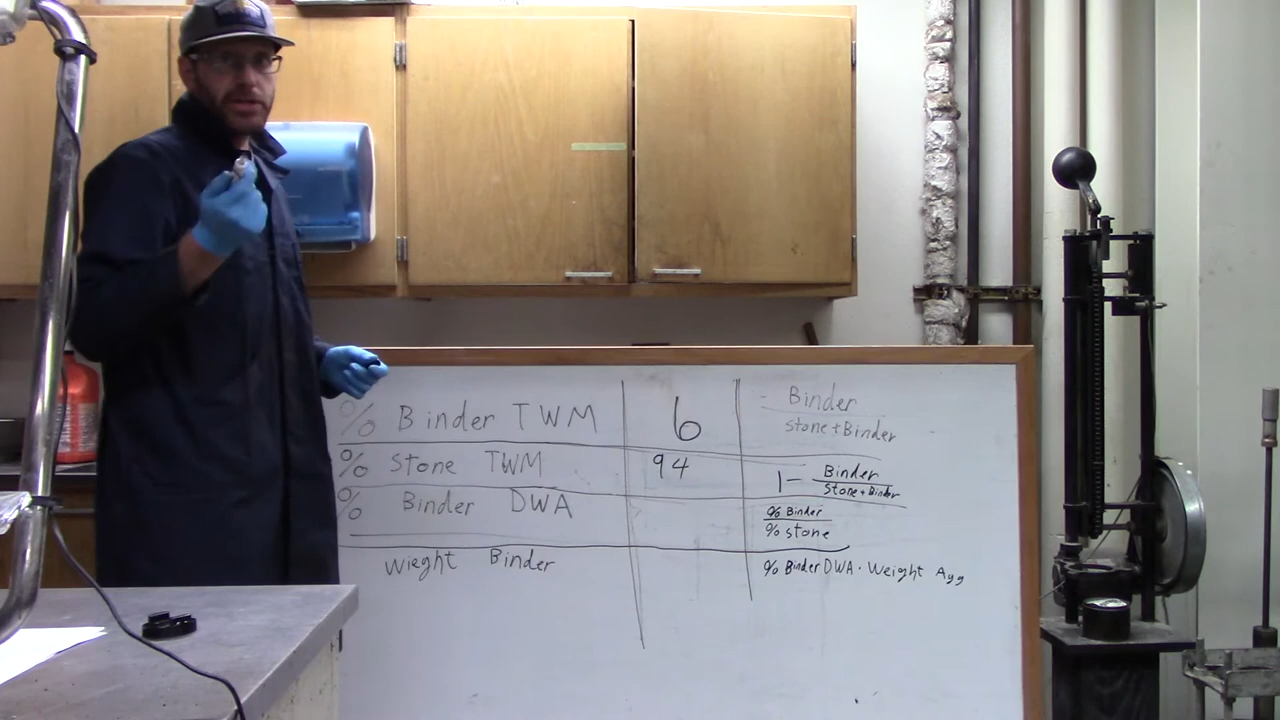 % Binder TWM 6 - Binder
stone + Binder
% Stone TWM 94 1 - Binder
Stone + Binder
% Binder DWA % Binder
% stone
wieght Binder % Binder DWA · Weight Agg